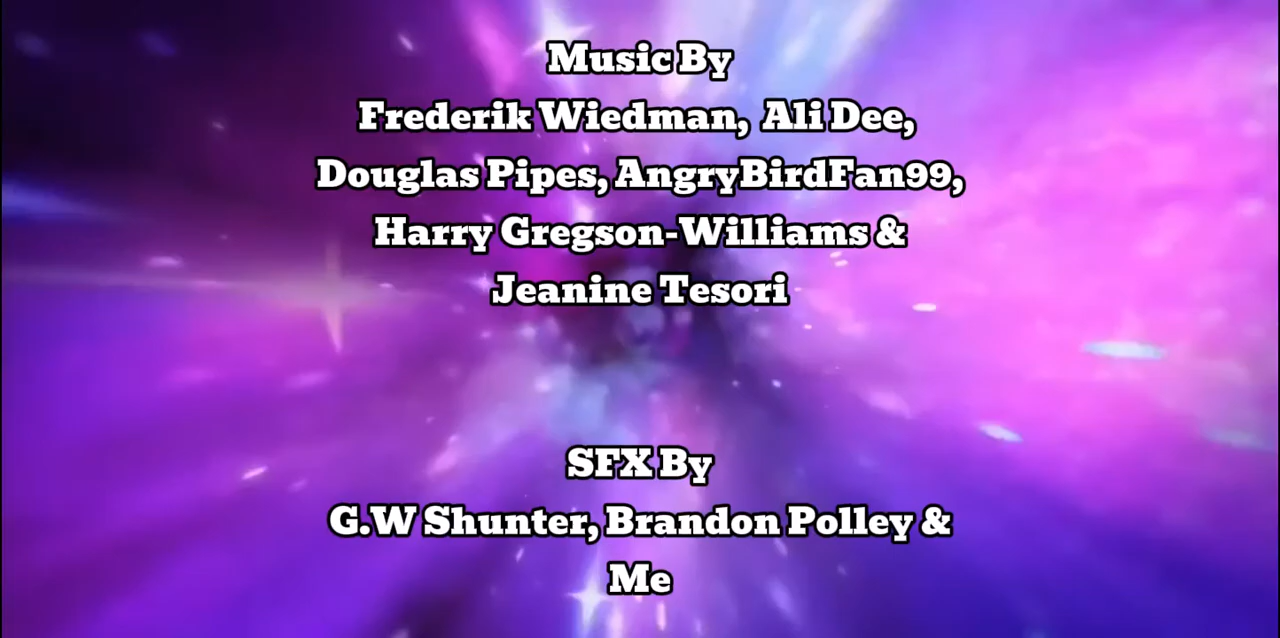 Music By
Frederik Wiedman, Ali Dee,
Douglas Pipes, AngryBirdFan99,
Harry Gregson-Williams &
Jeanine Tesori
SFX By
G.W Shunter, Brandon Polley &
Me